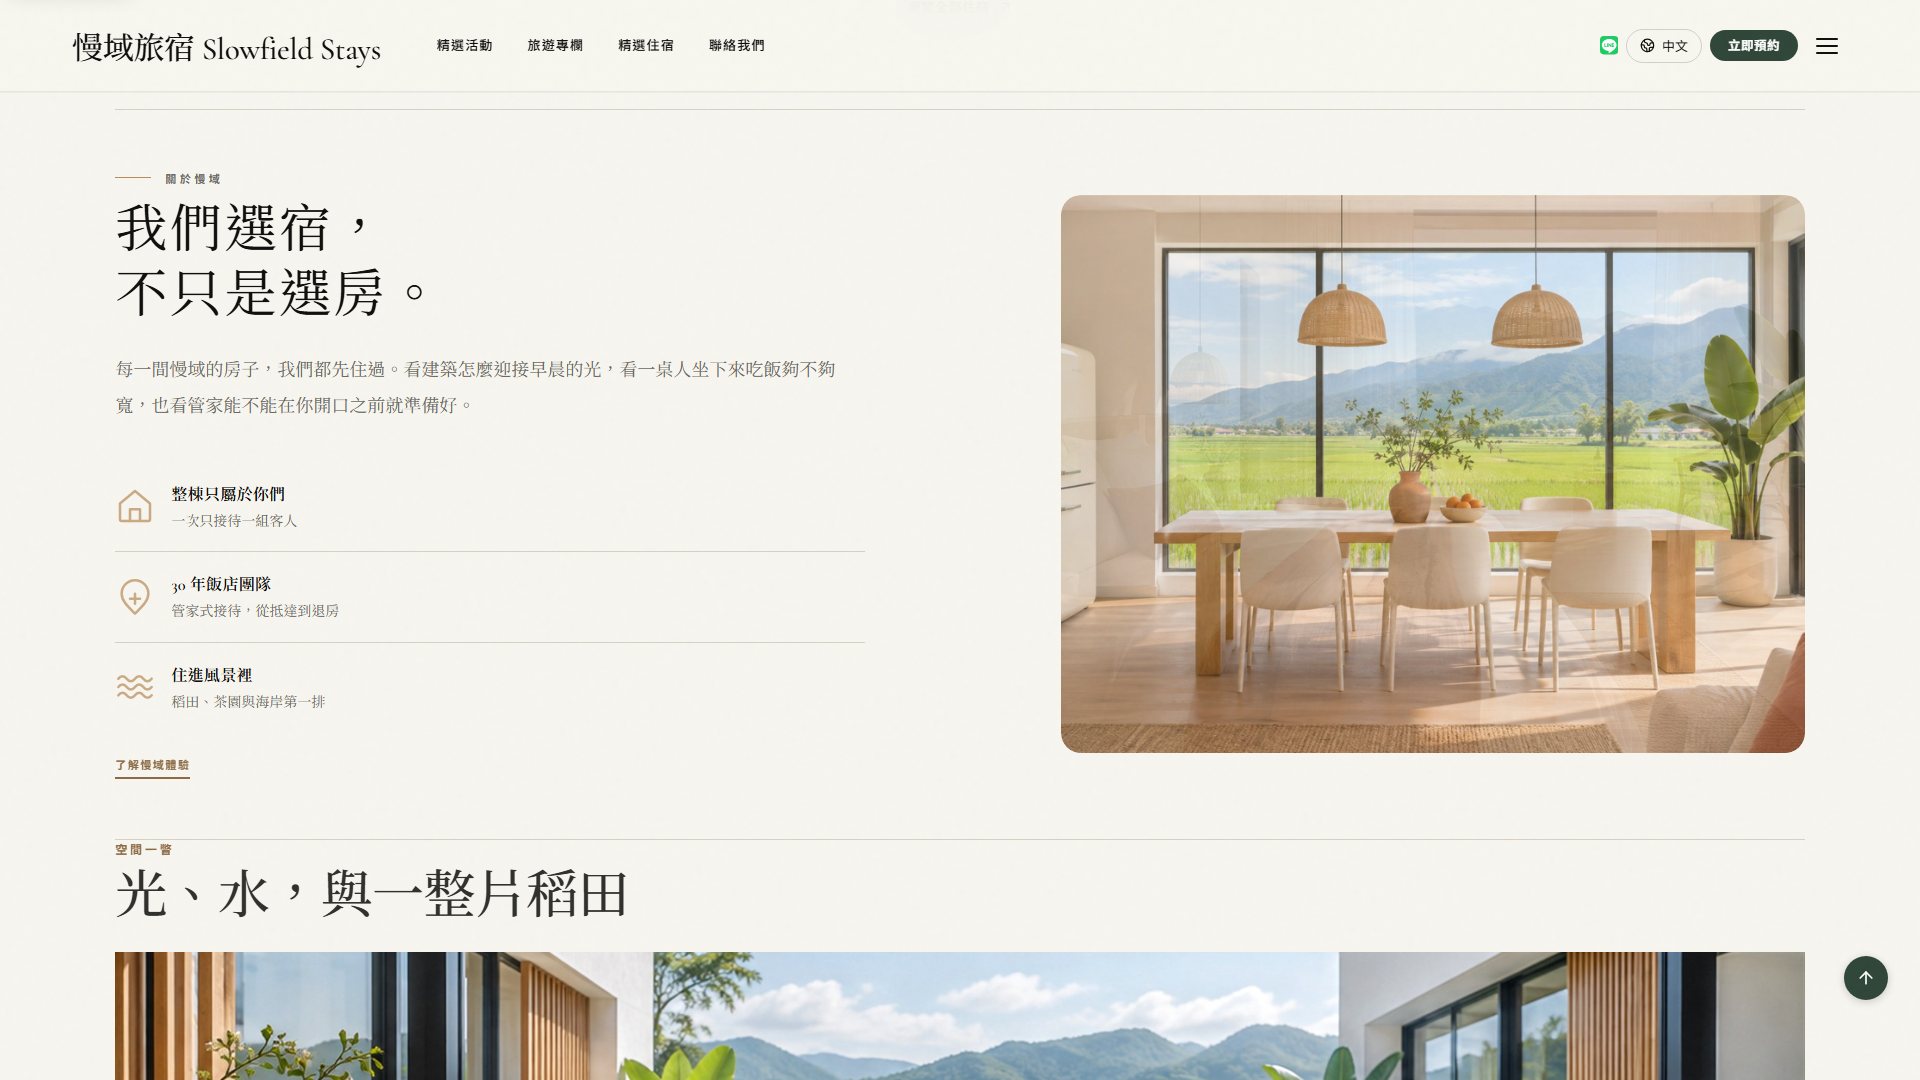 慢域旅宿 Slowfield Stays
精選活動
旅遊專欄
精選住宿
聯絡我們
LINE
中文
立即預約
關於慢域
我們選宿，
不只是選房。
每一間慢域的房子，我們都先住過。看建築怎麼迎接早晨的光，看一桌人坐下來吃飯夠不夠
寬，也看管家能不能在你開口之前就準備好。
整棟只屬於你們
一次只接待一組客人
30 年飯店團隊
管家式接待，從抵達到退房
住進風景裡
稻田、茶園與海岸第一排
了解慢域體驗
空間一瞥
光、水，與一整片稻田